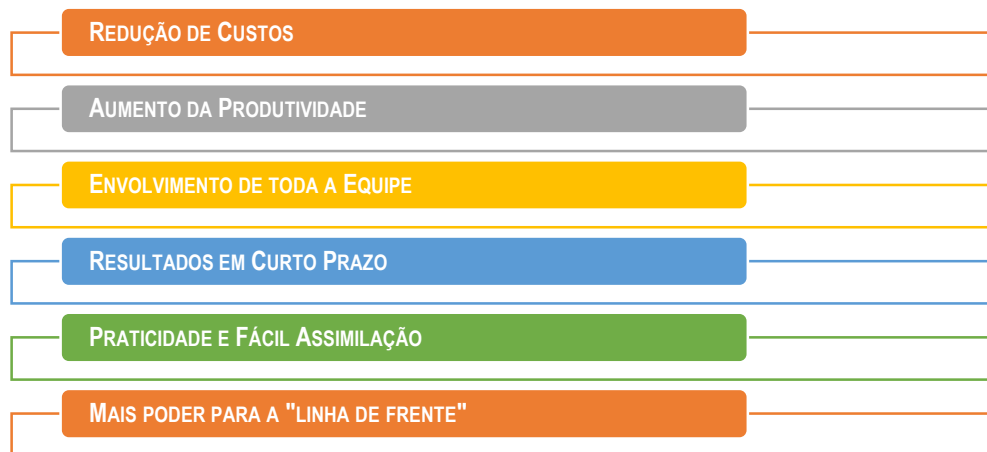 Redução de Custos
Aumento da Produtividade
Envolvimento de toda a Equipe
Resultados em Curto Prazo
Praticidade e Fácil Assimilação
Mais poder para a "linha de frente"